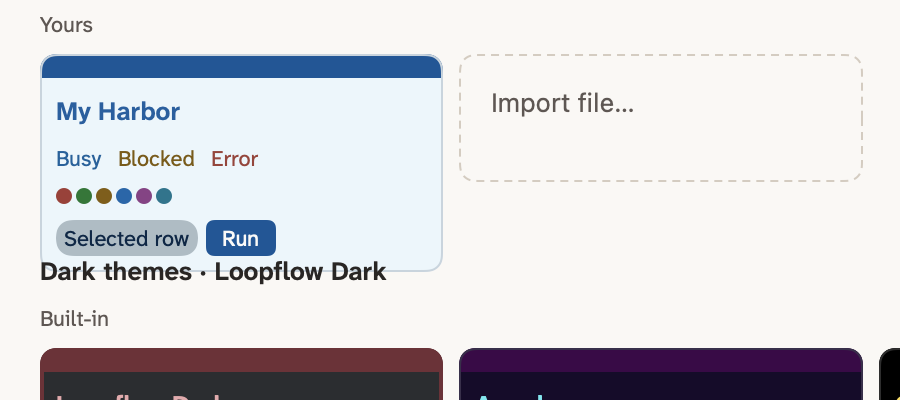 Yours
My Harbor
Import file...
Busy Blocked Error
Selected row Run
Dark themes · Loopflow Dark
Built-in